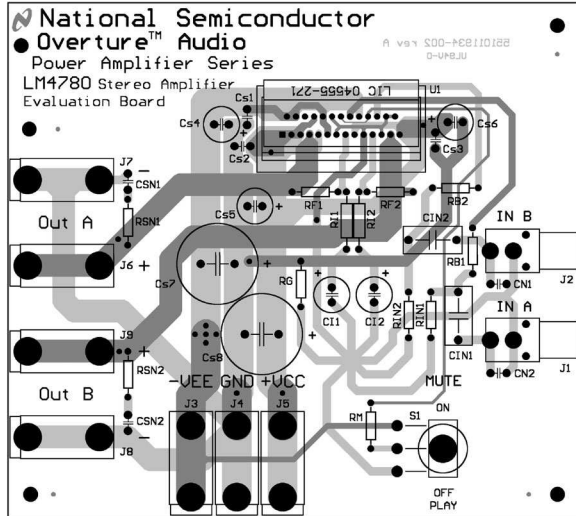 National Semiconductor
Overture™ Audio
Power Amplifier Series
LM4780 Stereo Amplifier
Evaluation Board
551011934-002 rev A
UL94V-0
LIC 04555-271
U1
Cs1
Cs4
Cs2
Cs3
Cs6
J7
-
CSN1
Out A
RSN1
J6
+
RF1
RF2
RB2
Cs5
+
RI1
RI2
CIN2
IN B
RB1
J2
Cs7
+
RG
+
CI1
+
CI2
RIN2
RIN1
CN1
IN A
CIN1
J1
CN2
J9
+
Cs8
+
RSN2
Out B
CSN2
-
J8
-VEE GND +VCC
J3
J4
J5
MUTE
RM
S1
ON
OFF
PLAY